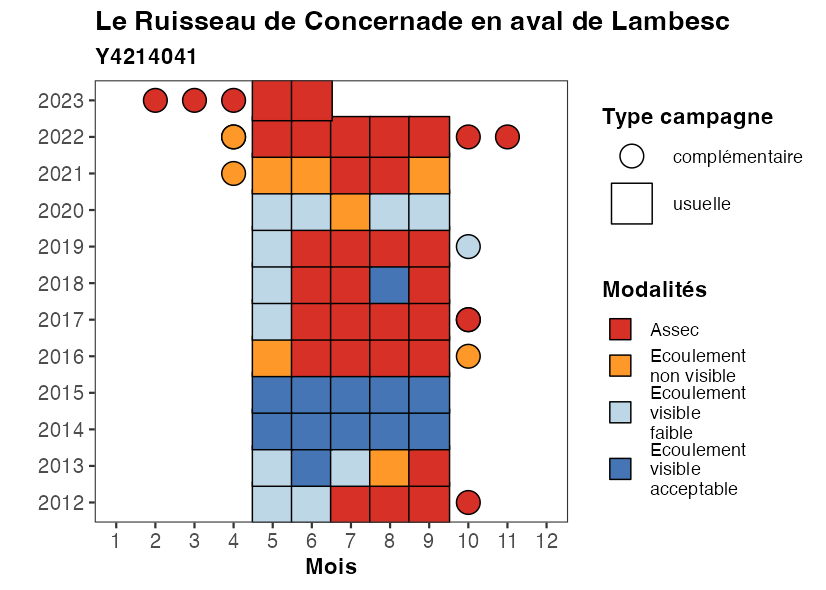 Le Ruisseau de Concernade en aval de Lambesc
Y4214041
2023
2022
2021
2020
2019
2018
2017
2016
2015
2014
2013
2012
1 2 3 4 5 6 7 8 9 10 11 12
Mois
Type campagne
complémentaire
usuelle
Modalités
Assec
Ecoulement
non visible
Ecoulement
visible
faible
Ecoulement
visible
acceptable